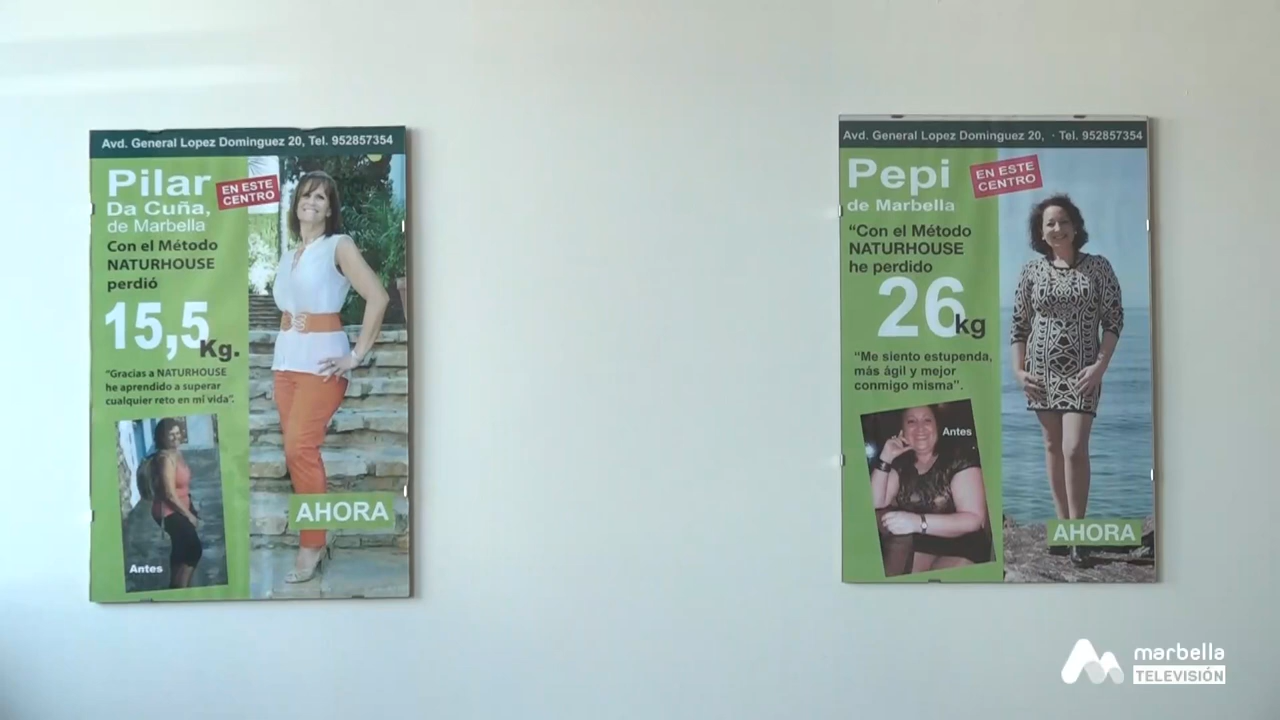 Avd. General Lopez Dominguez 20, Tel. 952857354
Pilar
Da Cuña,
de Marbella
EN ESTE
CENTRO
Con el Método
NATURHOUSE
perdió
15,5
Kg.
“Gracias a NATURHOUSE
he aprendido a superar
cualquier reto en mi vida”.
Antes
AHORA
Avd. General Lopez Dominguez 20, · Tel. 952857354
Pepi
de Marbella
EN ESTE
CENTRO
“Con el Método
NATURHOUSE
he perdido
26
kg
“Me siento estupenda,
más ágil y mejor
conmigo misma”.
Antes
AHORA
marbella
TELEVISIÓN